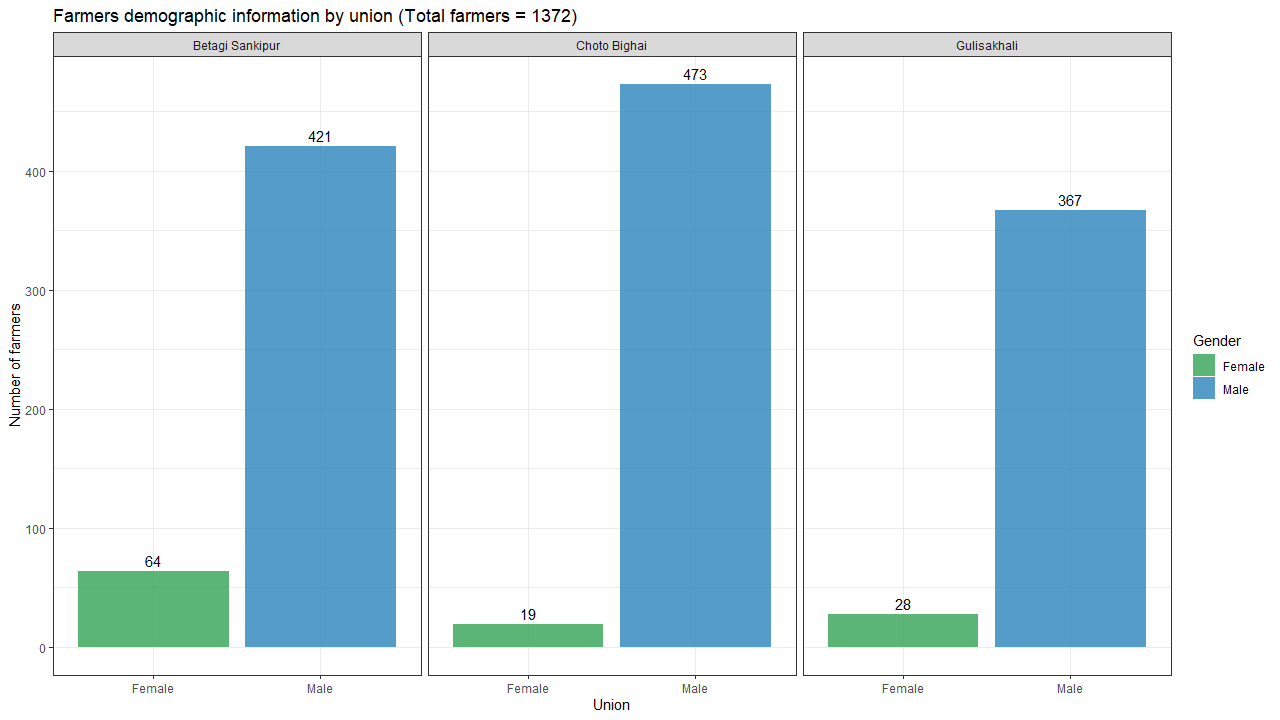 Farmers demographic information by union (Total farmers = 1372)
Betagi Sankipur
Choto Bighai
Gulisakhali
421
64
473
19
367
28
400
300
200
100
0
Number of farmers
Female
Male
Female
Male
Female
Male
Union
Gender
Female
Male